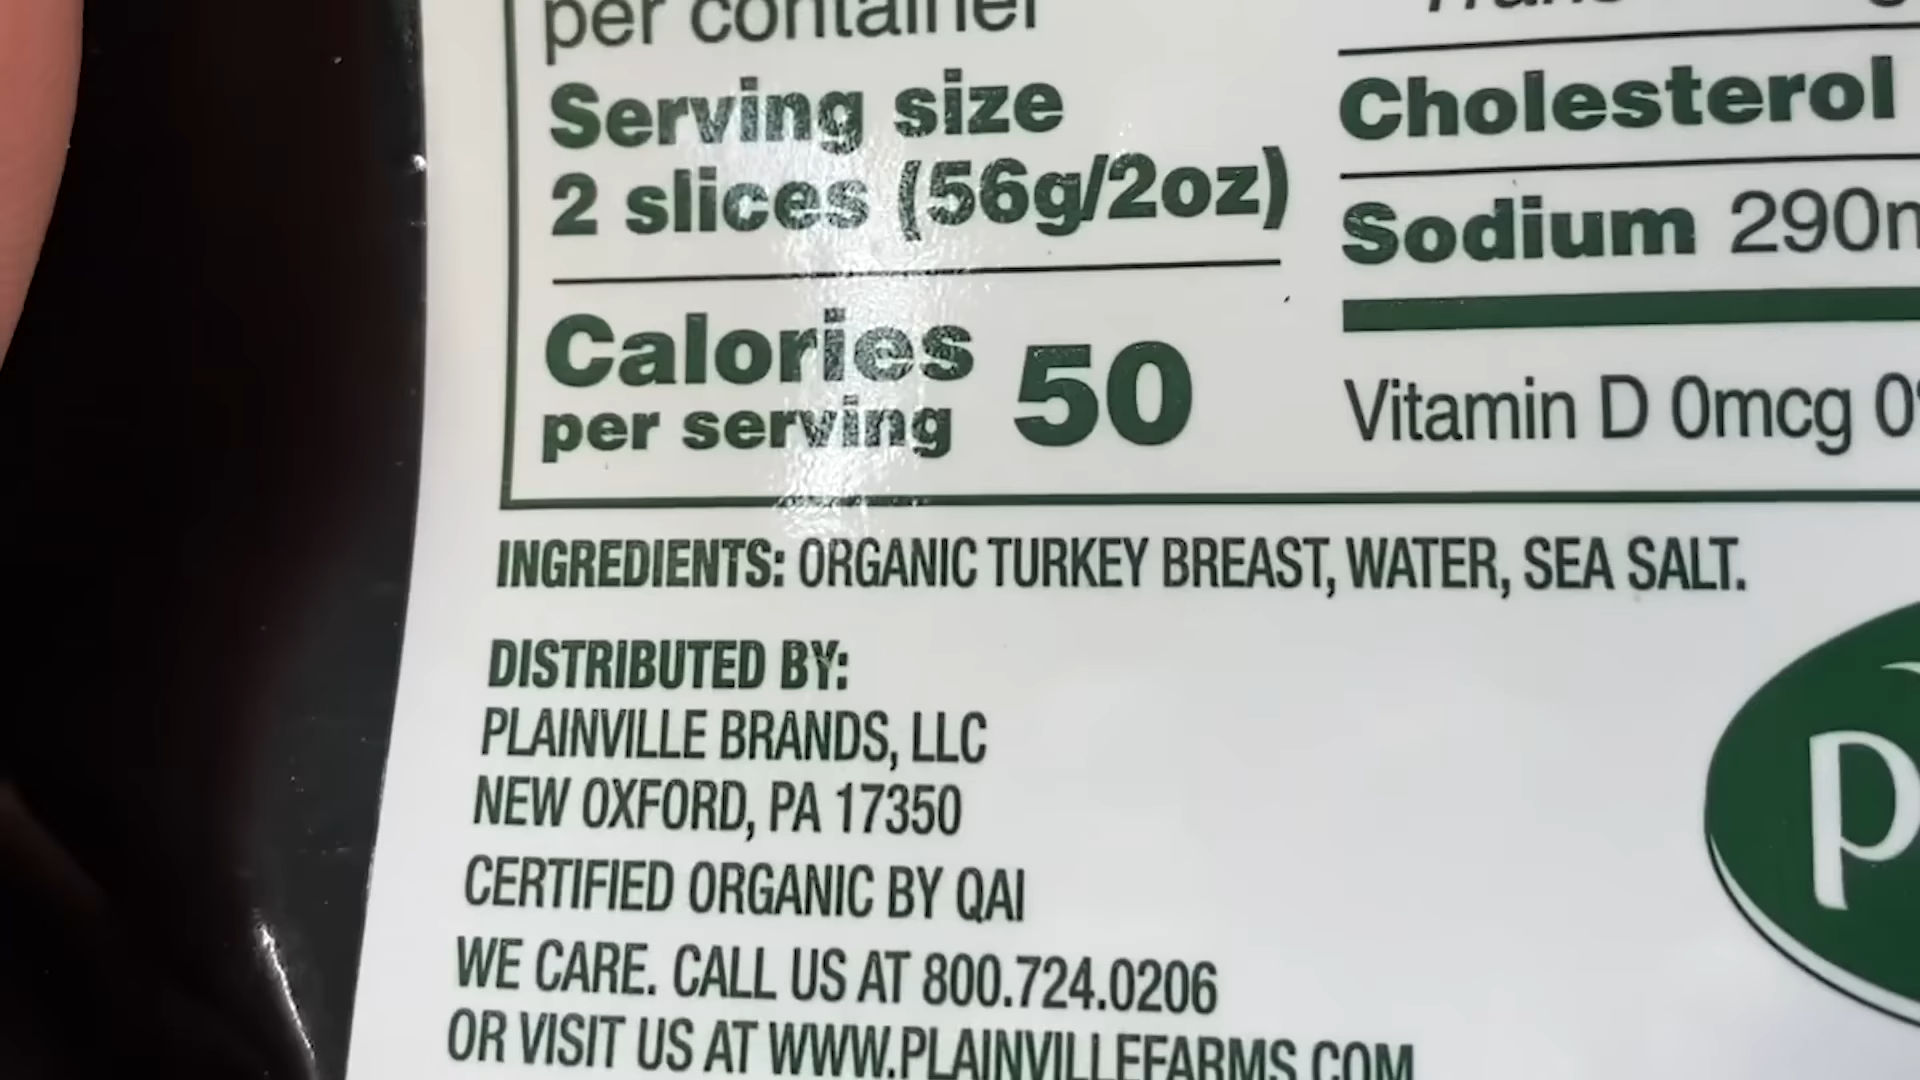 per container
Serving size
2 slices (56g/2oz)
Calories
per serving 50
Cholesterol
Sodium 290m
Vitamin D 0mcg 0%
INGREDIENTS: ORGANIC TURKEY BREAST, WATER, SEA SALT.
DISTRIBUTED BY:
PLAINVILLE BRANDS, LLC
NEW OXFORD, PA 17350
CERTIFIED ORGANIC BY QAI
WE CARE. CALL US AT 800.724.0206
OR VISIT US AT WWW.PLAINVILLEFARMS.COM
p